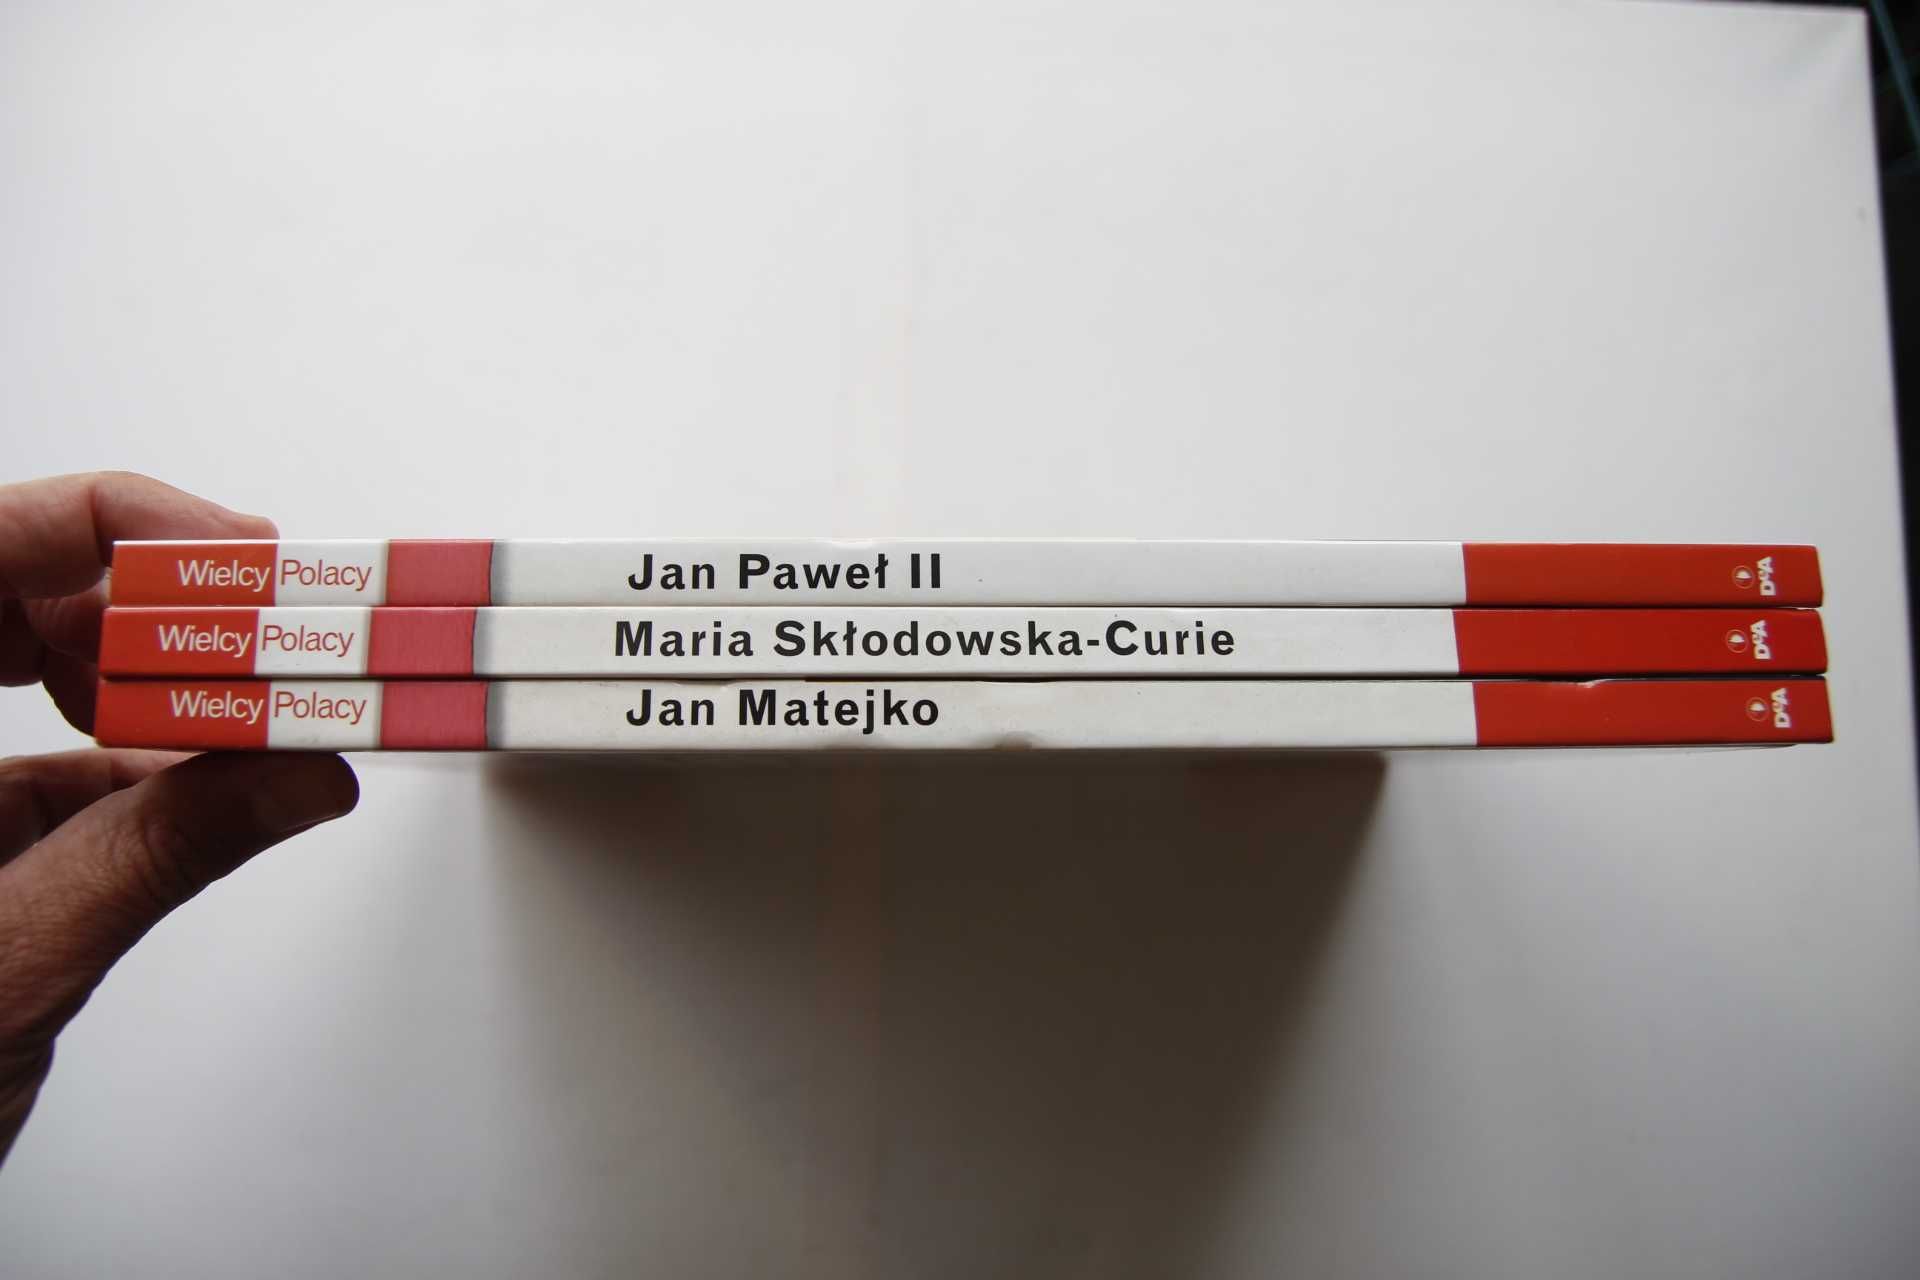 Wielcy Polacy Jan Paweł II DeA
Wielcy Polacy Maria Skłodowska-Curie DeA
Wielcy Polacy Jan Matejko DeA